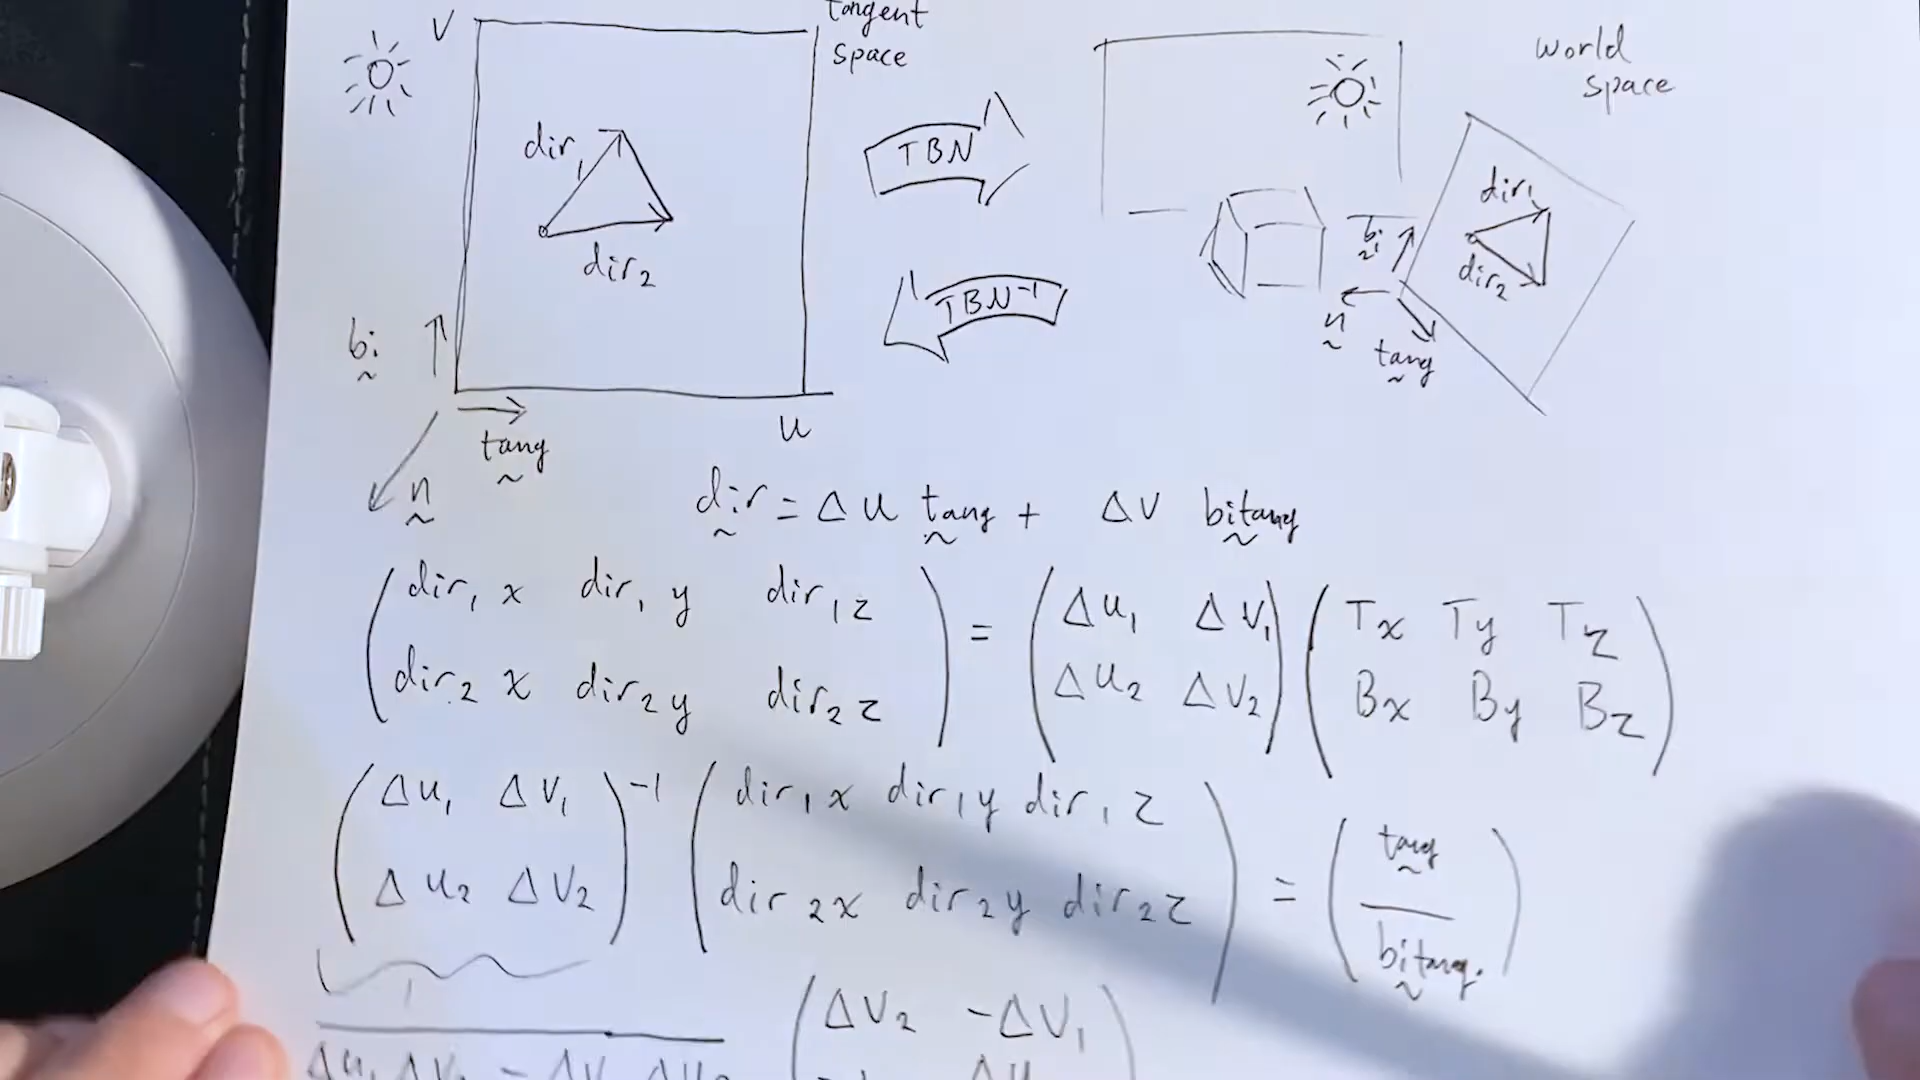 V
tangent
space
world
space
dir₁
dir₂
TBN
TBN⁻¹
dir₁
dir₂
bi
n
tang
bi
tang
u
n
dir = Δu tang + ΔV bitang
( dir₁x dir₁y dir₁z ) = ( Δu₁ ΔV₁ ) ( Tx Ty Tz )
( dir₂x dir₂y dir₂z ) ( Δu₂ ΔV₂ ) ( Bx By Bz )
( Δu₁ ΔV₁ )⁻¹ ( dir₁x dir₁y dir₁z ) = ( tang )
( Δu₂ ΔV₂ ) ( dir₂x dir₂y dir₂z ) ( bitang. )
1
( ΔV₂ -ΔV₁ )